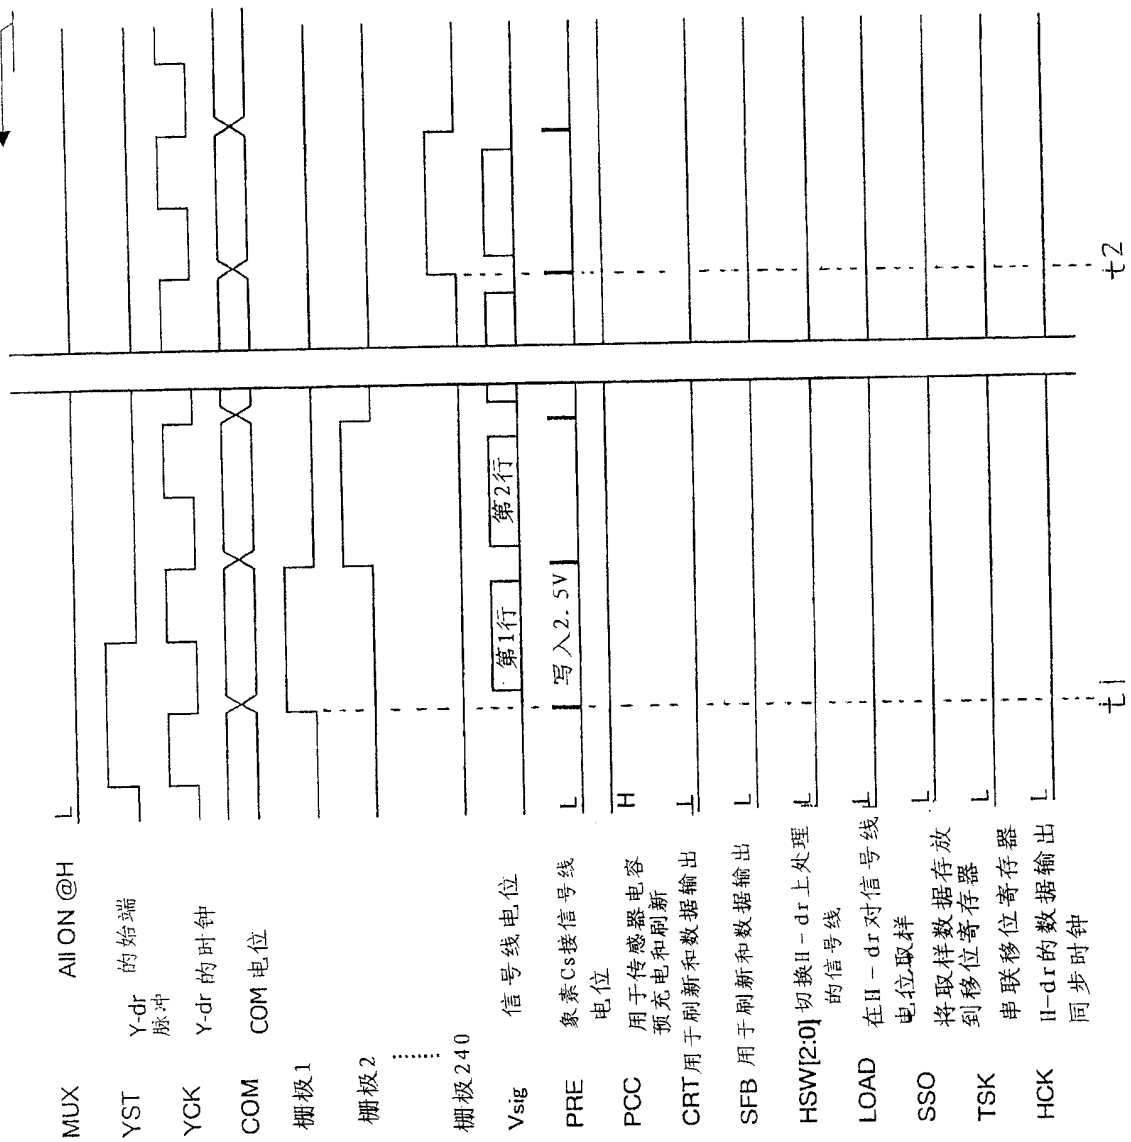 MUX All ON @H L
YST Y-dr 的始端
脉冲
YCK Y-dr 的时钟
COM COM 电位
栅极1
栅极2
........
栅极240
Vsig 信号线电位
第1行
第2行
PRE 象素Cs接信号线
电位
L
写入2.5V
PCC 用于传感器电容
预充电和刷新
H
CRT 用于刷新和数据输出 L
SFB 用于刷新和数据输出 L
HSW[2:0] 切换H-dr上处理
的信号线
L
LOAD 在H-dr对信号线
电位取样
L
SSO 将取样数据存放
到移位寄存器
L
TSK 串联移位寄存器 L
HCK H-dr的数据输出
同步时钟
L
t1
t2